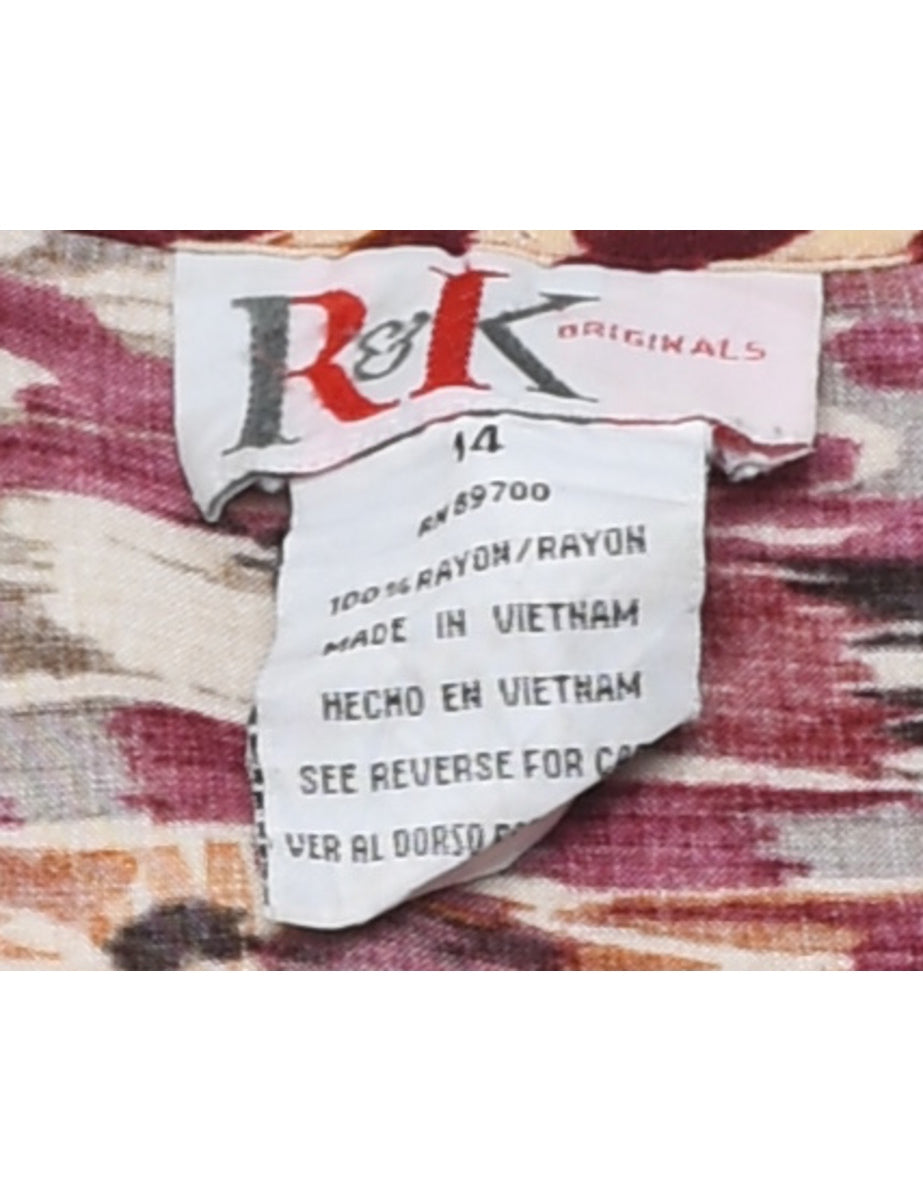 R&K ORIGINALS
14
RN 89700
100% RAYON/RAYON
MADE IN VIETNAM
HECHO EN VIETNAM
SEE REVERSE FOR
VER AL DORSO